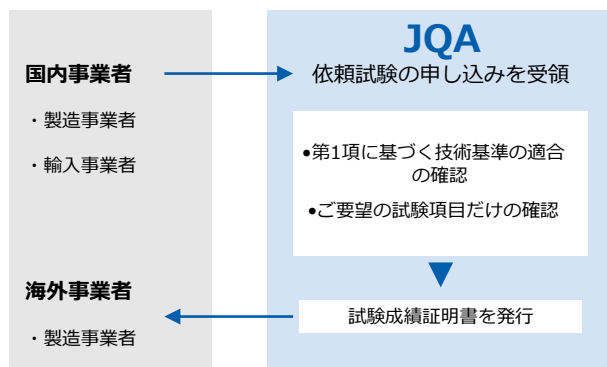 国内事業者
・製造事業者
・輸入事業者
海外事業者
・製造事業者
JQA
依頼試験の申し込みを受領
•第1項に基づく技術基準の適合
の確認
•ご要望の試験項目だけの確認
試験成績証明書を発行